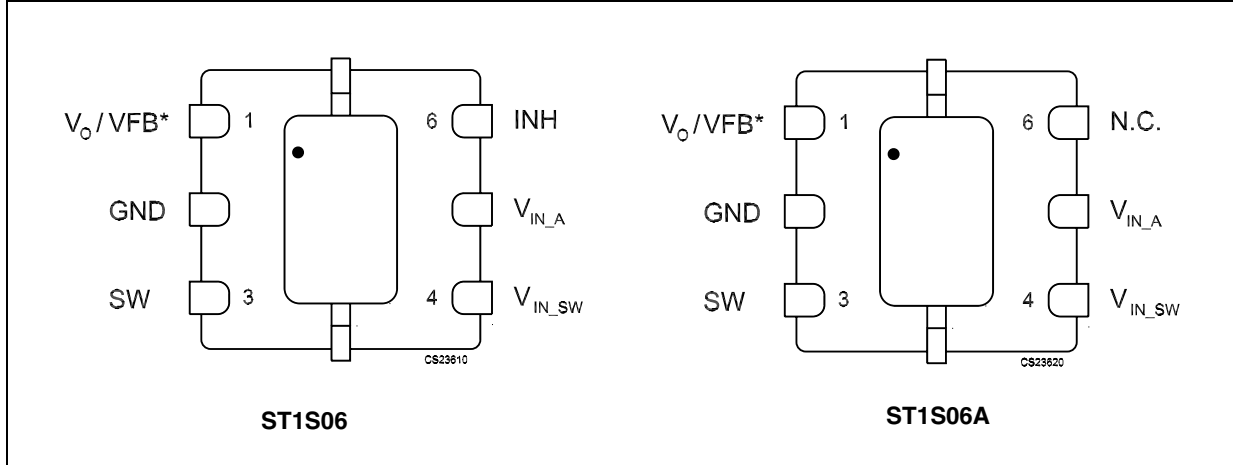 V_O/VFB* 1 6 INH
GND V_IN_A
SW 3 4 V_IN_SW
CS23610
ST1S06
V_O/VFB* 1 6 N.C.
GND V_IN_A
SW 3 4 V_IN_SW
CS23620
ST1S06A